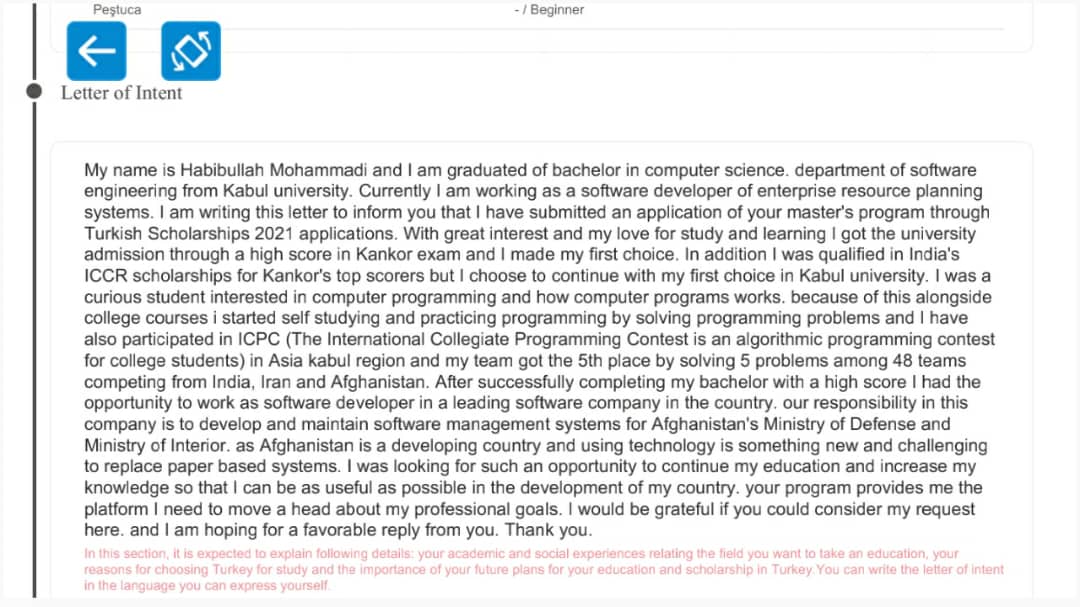 Peştuca
- / Beginner
Letter of Intent
My name is Habibullah Mohammadi and I am graduated of bachelor in computer science. department of software
engineering from Kabul university. Currently I am working as a software developer of enterprise resource planning
systems. I am writing this letter to inform you that I have submitted an application of your master's program through
Turkish Scholarships 2021 applications. With great interest and my love for study and learning I got the university
admission through a high score in Kankor exam and I made my first choice. In addition I was qualified in India's
ICCR scholarships for Kankor's top scorers but I choose to continue with my first choice in Kabul university. I was a
curious student interested in computer programming and how computer programs works. because of this alongside
college courses i started self studying and practicing programming by solving programming problems and I have
also participated in ICPC (The International Collegiate Programming Contest is an algorithmic programming contest
for college students) in Asia kabul region and my team got the 5th place by solving 5 problems among 48 teams
competing from India, Iran and Afghanistan. After successfully completing my bachelor with a high score I had the
opportunity to work as software developer in a leading software company in the country. our responsibility in this
company is to develop and maintain software management systems for Afghanistan's Ministry of Defense and
Ministry of Interior. as Afghanistan is a developing country and using technology is something new and challenging
to replace paper based systems. I was looking for such an opportunity to continue my education and increase my
knowledge so that I can be as useful as possible in the development of my country. your program provides me the
platform I need to move a head about my professional goals. I would be grateful if you could consider my request
here. and I am hoping for a favorable reply from you. Thank you.
In this section, it is expected to explain following details: your academic and social experiences relating the field you want to take an education, your
reasons for choosing Turkey for study and the importance of your future plans for your education and scholarship in Turkey.You can write the letter of intent
in the language you can express yourself.